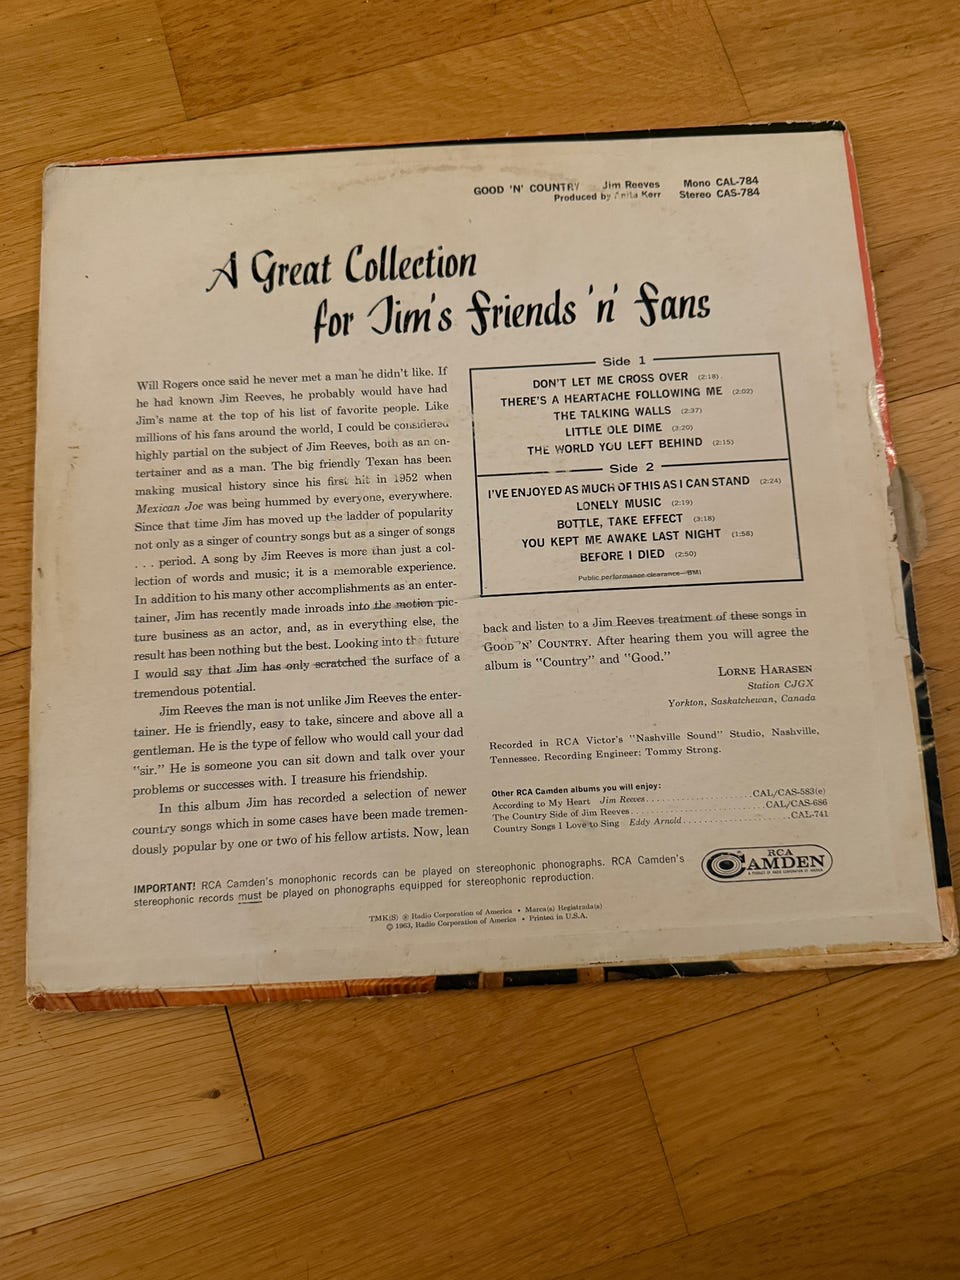 GOOD 'N' COUNTRY Jim Reeves Mono CAL-784
Produced by Anita Kerr Stereo CAS-784
A Great Collection
for Jim's Friends 'n' Fans
Will Rogers once said he never met a man he didn't like. If
he had known Jim Reeves, he probably would have had
Jim's name at the top of his list of favorite people. Like
millions of his fans around the world, I could be considered
highly partial on the subject of Jim Reeves, both as an en-
tertainer and as a man. The big friendly Texan has been
making musical history since his first hit in 1952 when
Mexican Joe was being hummed by everyone, everywhere.
Since that time Jim has moved up the ladder of popularity
not only as a singer of country songs but as a singer of songs
. . . period. A song by Jim Reeves is more than just a col-
lection of words and music; it is a memorable experience.
In addition to his many other accomplishments as an enter-
tainer, Jim has recently made inroads into the motion pic-
ture business as an actor, and, as in everything else, the
result has been nothing but the best. Looking into the future
I would say that Jim has only scratched the surface of a
tremendous potential.
Jim Reeves the man is not unlike Jim Reeves the enter-
tainer. He is friendly, easy to take, sincere and above all a
gentleman. He is the type of fellow who would call your dad
"sir." He is someone you can sit down and talk over your
problems or successes with. I treasure his friendship.
In this album Jim has recorded a selection of newer
country songs which in some cases have been made tremen-
dously popular by one or two of his fellow artists. Now, lean
Side 1
DON'T LET ME CROSS OVER (2:18)
THERE'S A HEARTACHE FOLLOWING ME (2:02)
THE TALKING WALLS (2:37)
LITTLE OLE DIME (3:20)
THE WORLD YOU LEFT BEHIND (2:15)
Side 2
I'VE ENJOYED AS MUCH OF THIS AS I CAN STAND (2:24)
LONELY MUSIC (2:19)
BOTTLE, TAKE EFFECT (3:18)
YOU KEPT ME AWAKE LAST NIGHT (1:58)
BEFORE I DIED (2:50)
Public performance clearance—BMI
back and listen to a Jim Reeves treatment of these songs in
GOOD 'N' COUNTRY. After hearing them you will agree the
album is "Country" and "Good."
LORNE HARASEN
Station CJGX
Yorkton, Saskatchewan, Canada
Recorded in RCA Victor's "Nashville Sound" Studio, Nashville,
Tennessee. Recording Engineer: Tommy Strong.
Other RCA Camden albums you will enjoy:
According to My Heart Jim Reeves.......................CAL/CAS-583(e)
The Country Side of Jim Reeves.............................CAL/CAS-686
Country Songs I Love to Sing Eddy Arnold.......................CAL-741
IMPORTANT! RCA Camden's monophonic records can be played on stereophonic phonographs. RCA Camden's
stereophonic records must be played on phonographs equipped for stereophonic reproduction.
RCA
CAMDEN
A PRODUCT OF RADIO CORPORATION OF AMERICA
TMK(S) ® Radio Corporation of America • Marca(s) Registrada(s)
© 1963, Radio Corporation of America • Printed in U.S.A.